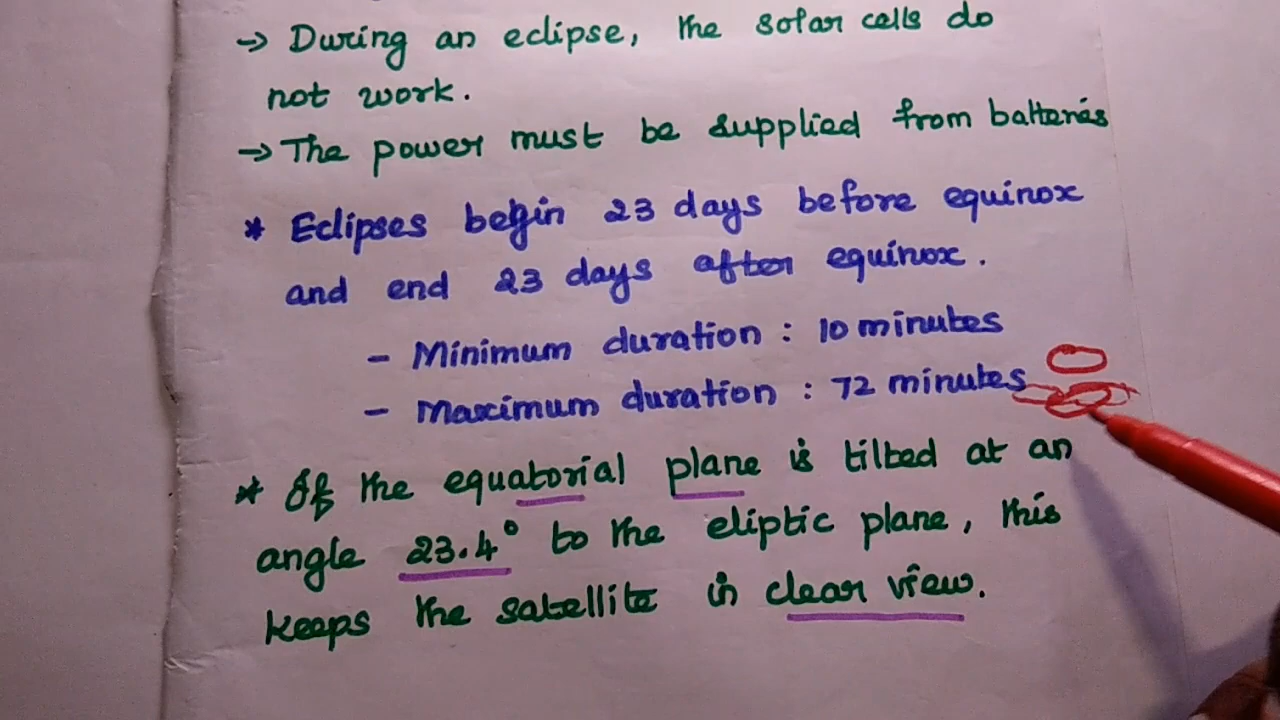 → During an eclipse, the solar cells do
not work.
→ The power must be supplied from batteries
* Eclipses begin 23 days before equinox
and end 23 days after equinox.
- Minimum duration : 10 minutes
- Maximum duration : 72 minutes
* If the equatorial plane is tilted at an
angle 23.4° to the eliptic plane, this
keeps the satellite in clear view.